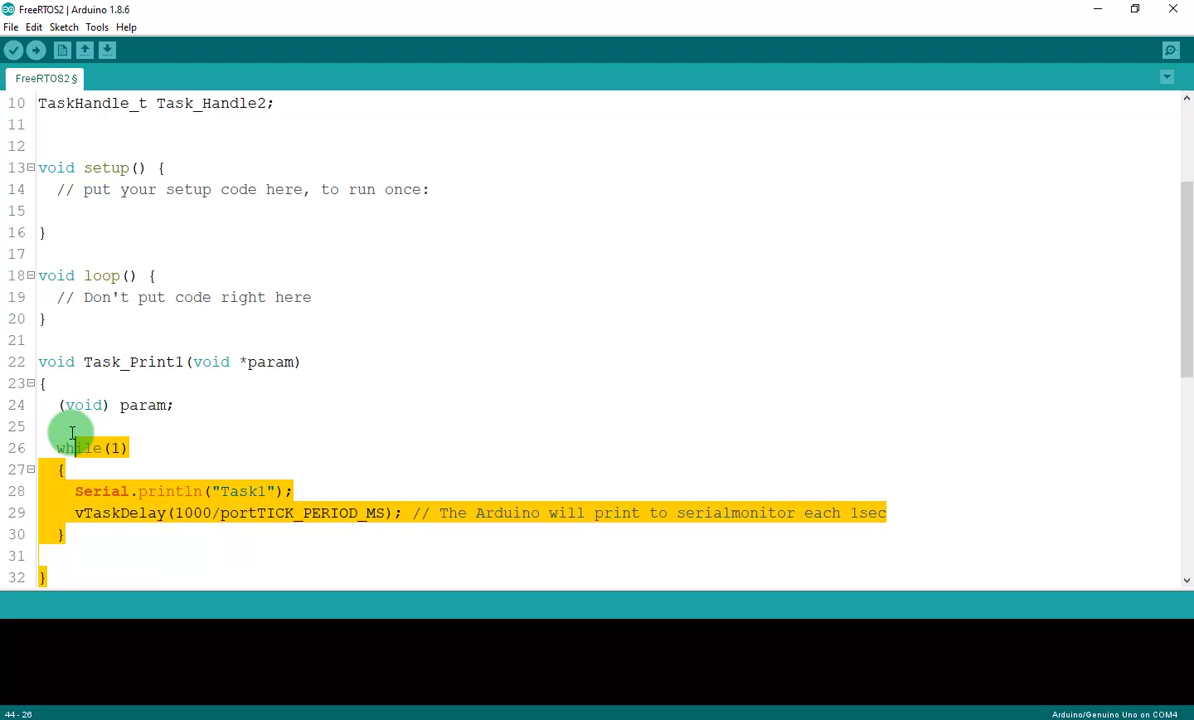 FreeRTOS2 | Arduino 1.8.6
File Edit Sketch Tools Help
FreeRTOS2 §
10 TaskHandle_t Task_Handle2;
11
12
13 void setup() {
14 // put your setup code here, to run once:
15
16 }
17
18 void loop() {
19 // Don't put code right here
20 }
21
22 void Task_Print1(void *param)
23 {
24 (void) param;
25
26 while(1)
27 {
28 Serial.println("Task1");
29 vTaskDelay(1000/portTICK_PERIOD_MS); // The Arduino will print to serialmonitor each 1sec
30 }
31
32 }
44 - 26 Arduino/Genuino Uno on COM4